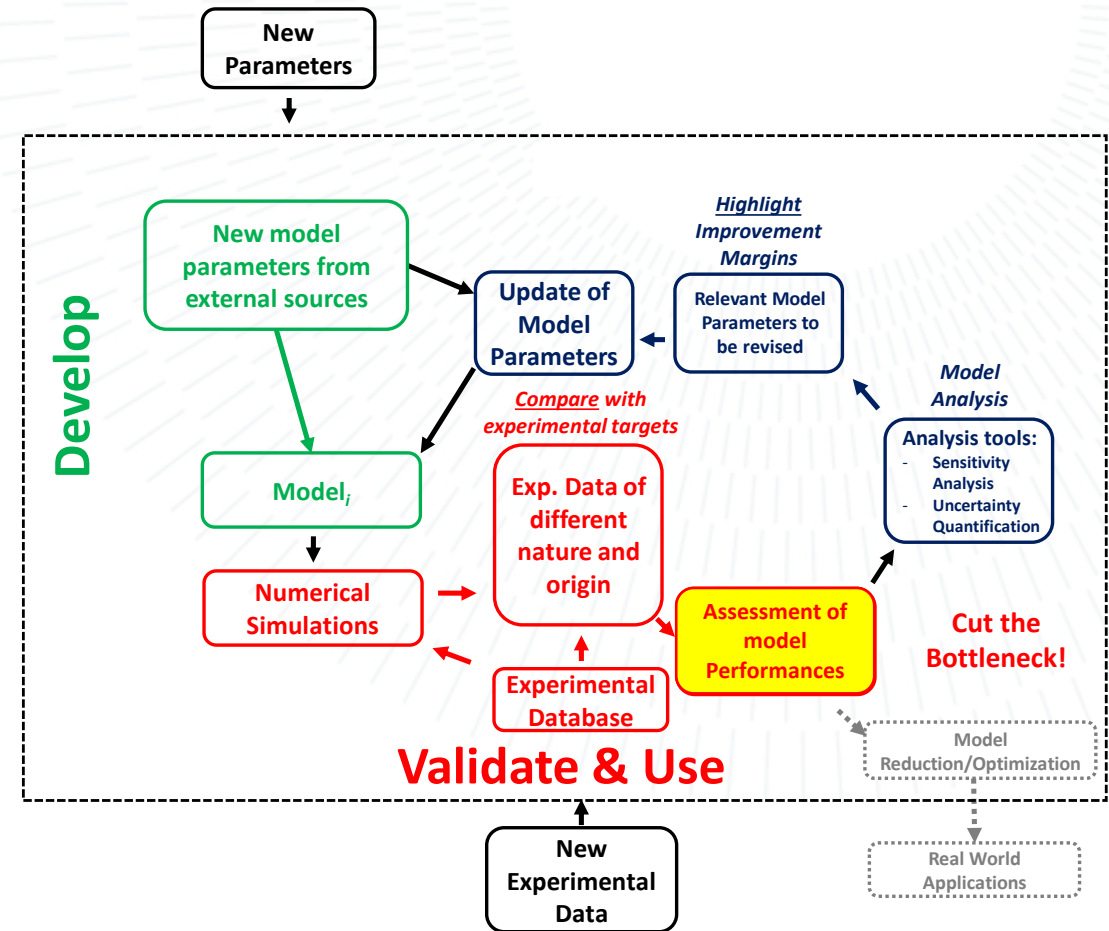 New
Parameters
Develop
New model
parameters from
external sources
Update of
Model
Parameters
Highlight
Improvement
Margins
Relevant Model
Parameters to
be revised
Model
Analysis
Analysis tools:
- Sensitivity
Analysis
- Uncertainty
Quantification
Compare with
experimental targets
Exp. Data of
different
nature and
origin
Modeli
Numerical
Simulations
Experimental
Database
Assessment of
model
Performances
Cut the
Bottleneck!
Validate & Use
Model
Reduction/Optimization
New
Experimental
Data
Real World
Applications